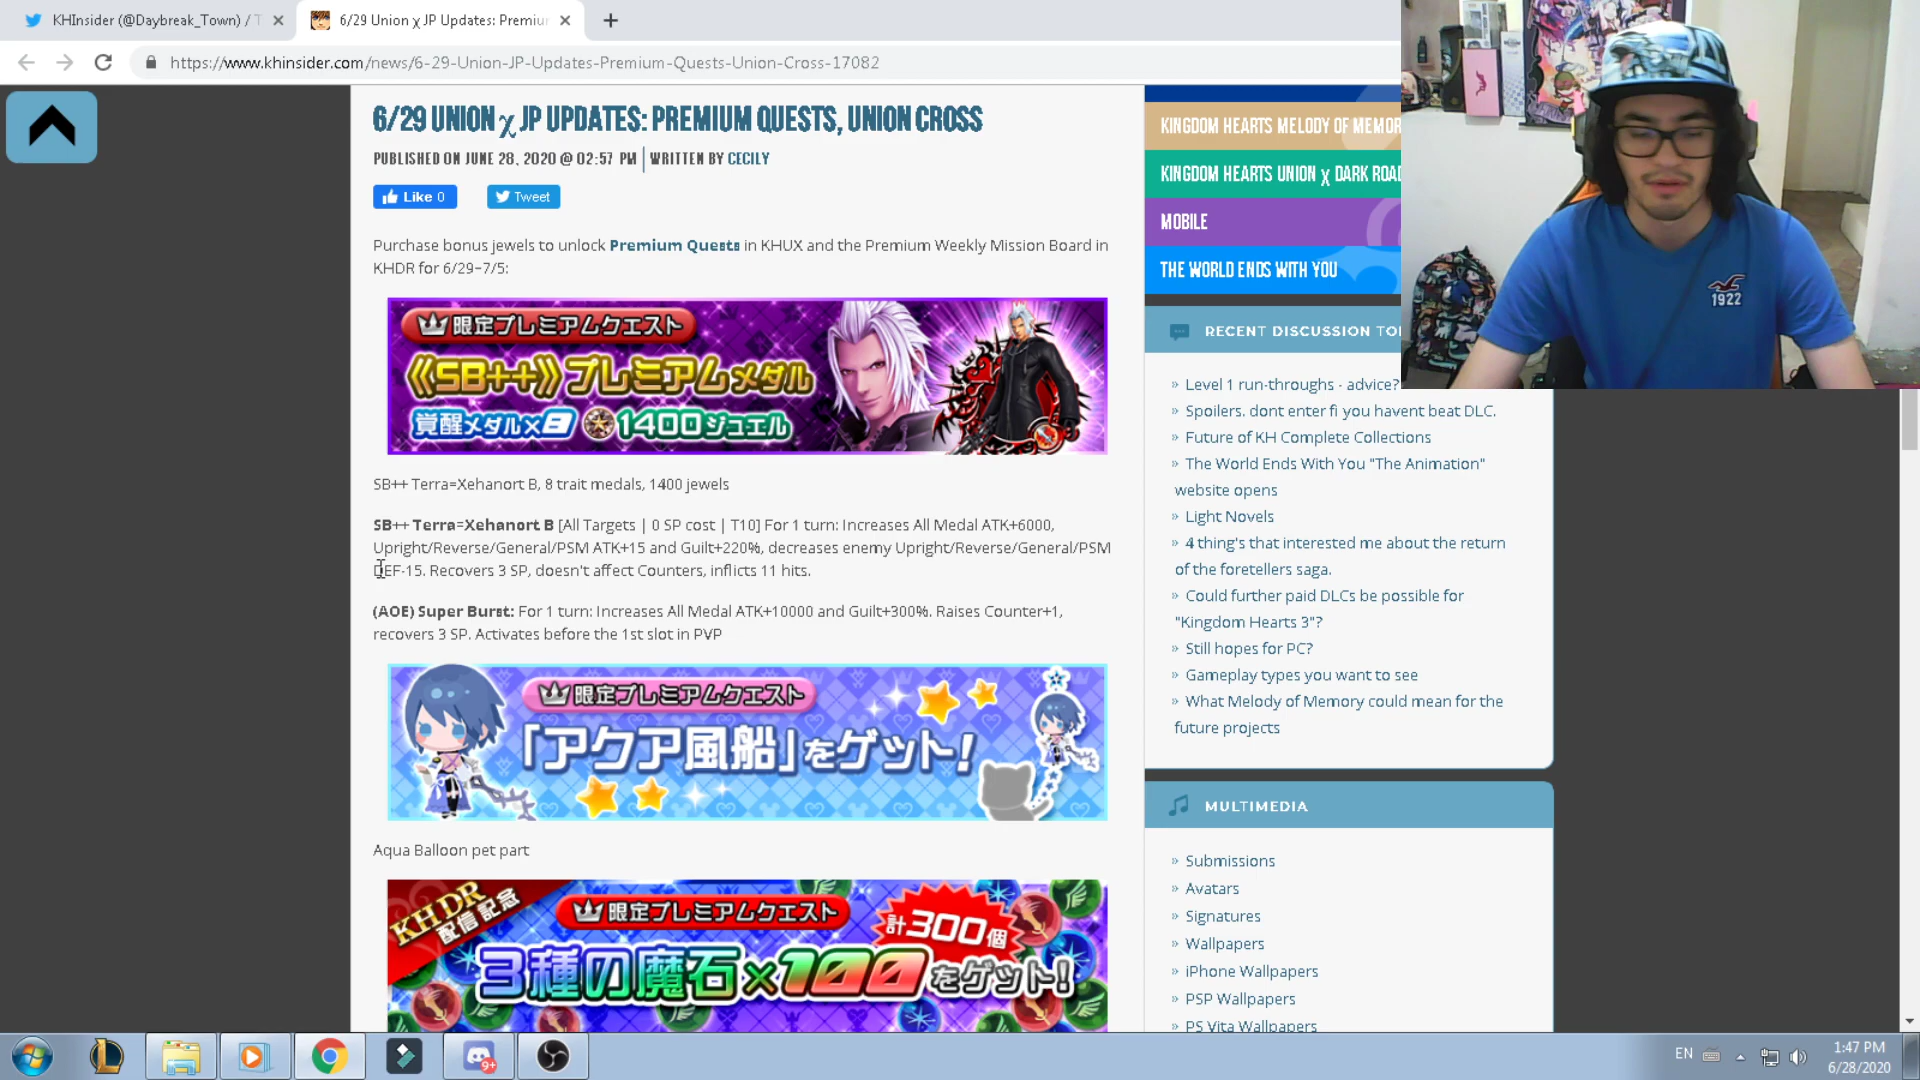 KHInsider (@Daybreak_Town) / T
6/29 Union χ JP Updates: Premiu
https://www.khinsider.com/news/6-29-Union-JP-Updates-Premium-Quests-Union-Cross-17082
6/29 UNION χ JP UPDATES: PREMIUM QUESTS, UNION CROSS
PUBLISHED ON JUNE 28, 2020 @ 02:57 PM | WRITTEN BY CECILY
Like 0
Tweet
Purchase bonus jewels to unlock Premium Quests in KHUX and the Premium Weekly Mission Board in
KHDR for 6/29–7/5:
限定プレミアムクエスト
《SB++》プレミアムメダル
覚醒メダル×8 1400ジュエル
SB++ Terra=Xehanort B, 8 trait medals, 1400 jewels
SB++ Terra=Xehanort B [All Targets | 0 SP cost | T10] For 1 turn: Increases All Medal ATK+6000,
Upright/Reverse/General/PSM ATK+15 and Guilt+220%, decreases enemy Upright/Reverse/General/PSM
DEF-15. Recovers 3 SP, doesn't affect Counters, inflicts 11 hits.
(AOE) Super Burst: For 1 turn: Increases All Medal ATK+10000 and Guilt+300%. Raises Counter+1,
recovers 3 SP. Activates before the 1st slot in PVP
限定プレミアムクエスト
「アクア風船」をゲット!
Aqua Balloon pet part
KHDR
配信記念
限定プレミアムクエスト
計300個
3種の魔石×100をゲット!
KINGDOM HEARTS MELODY OF MEMOR
KINGDOM HEARTS UNION χ DARK ROAD
MOBILE
THE WORLD ENDS WITH YOU
RECENT DISCUSSION TO
» Level 1 run-throughs - advice?
» Spoilers. dont enter fi you havent beat DLC.
» Future of KH Complete Collections
» The World Ends With You "The Animation"
website opens
» Light Novels
» 4 thing's that interested me about the return
of the foretellers saga.
» Could further paid DLCs be possible for
"Kingdom Hearts 3"?
» Still hopes for PC?
» Gameplay types you want to see
» What Melody of Memory could mean for the
future projects
MULTIMEDIA
» Submissions
» Avatars
» Signatures
» Wallpapers
» iPhone Wallpapers
» PSP Wallpapers
» PS Vita Wallpapers
1922
9+
EN
1:47 PM
6/28/2020